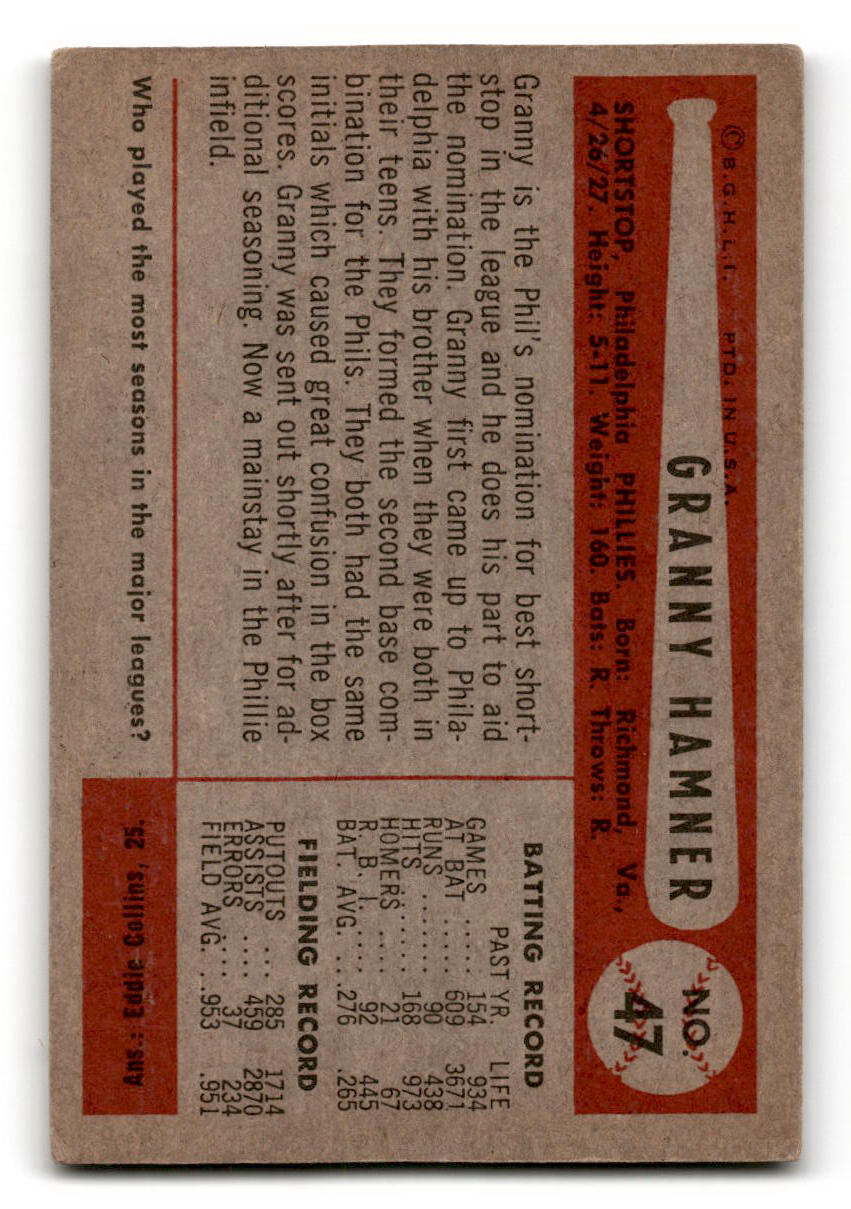 © B.G.H.L.I. PTD. IN U.S.A.
GRANNY HAMNER
NO. 47
SHORTSTOP, Philadelphia PHILLIES. Born: Richmond, Va.,
4/26/27. Height: 5-11. Weight: 160. Bats: R. Throws: R.
Granny is the Phil's nomination for best short-
stop in the league and he does his part to aid
the nomination. Granny first came up to Phila-
delphia with his brother when they were both in
their teens. They formed the second base com-
bination for the Phils. They both had the same
initials which caused great confusion in the box
scores. Granny was sent out shortly after for ad-
ditional seasoning. Now a mainstay in the Phillie
infield.
BATTING RECORD
PAST YR. LIFE
GAMES ..... 154 934
AT BAT ..... 609 3671
RUNS ....... 90 438
HITS ....... 168 973
HOMERS .... 21 67
R. B. I. .... 92 445
BAT. AVG. ... .276 .265
FIELDING RECORD
PUTOUTS ... 285 1714
ASSISTS .... 459 2870
ERRORS .... 37 234
FIELD AVG. .. .953 .951
Who played the most seasons in the major leagues?
Ans.: Eddie Collins, 25.